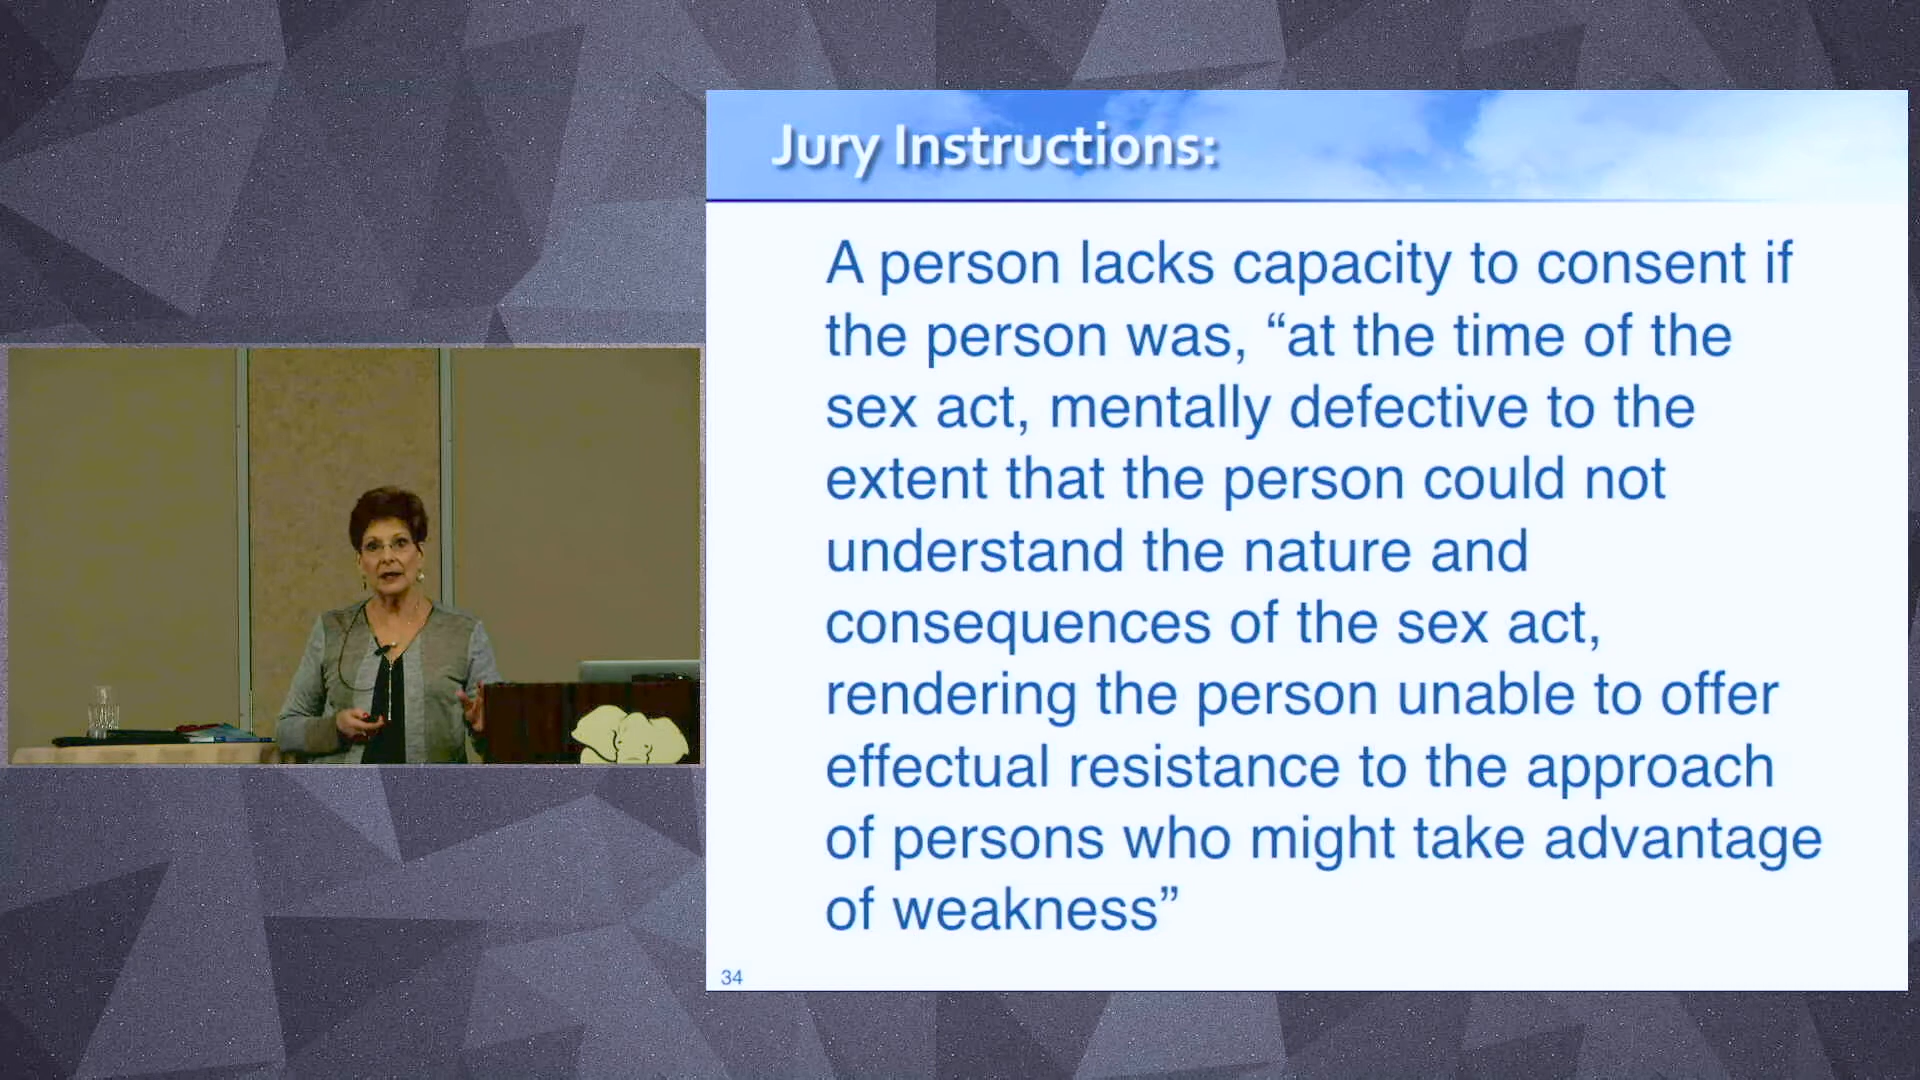 Jury Instructions:
A person lacks capacity to consent if
the person was, “at the time of the
sex act, mentally defective to the
extent that the person could not
understand the nature and
consequences of the sex act,
rendering the person unable to offer
effectual resistance to the approach
of persons who might take advantage
of weakness”
34